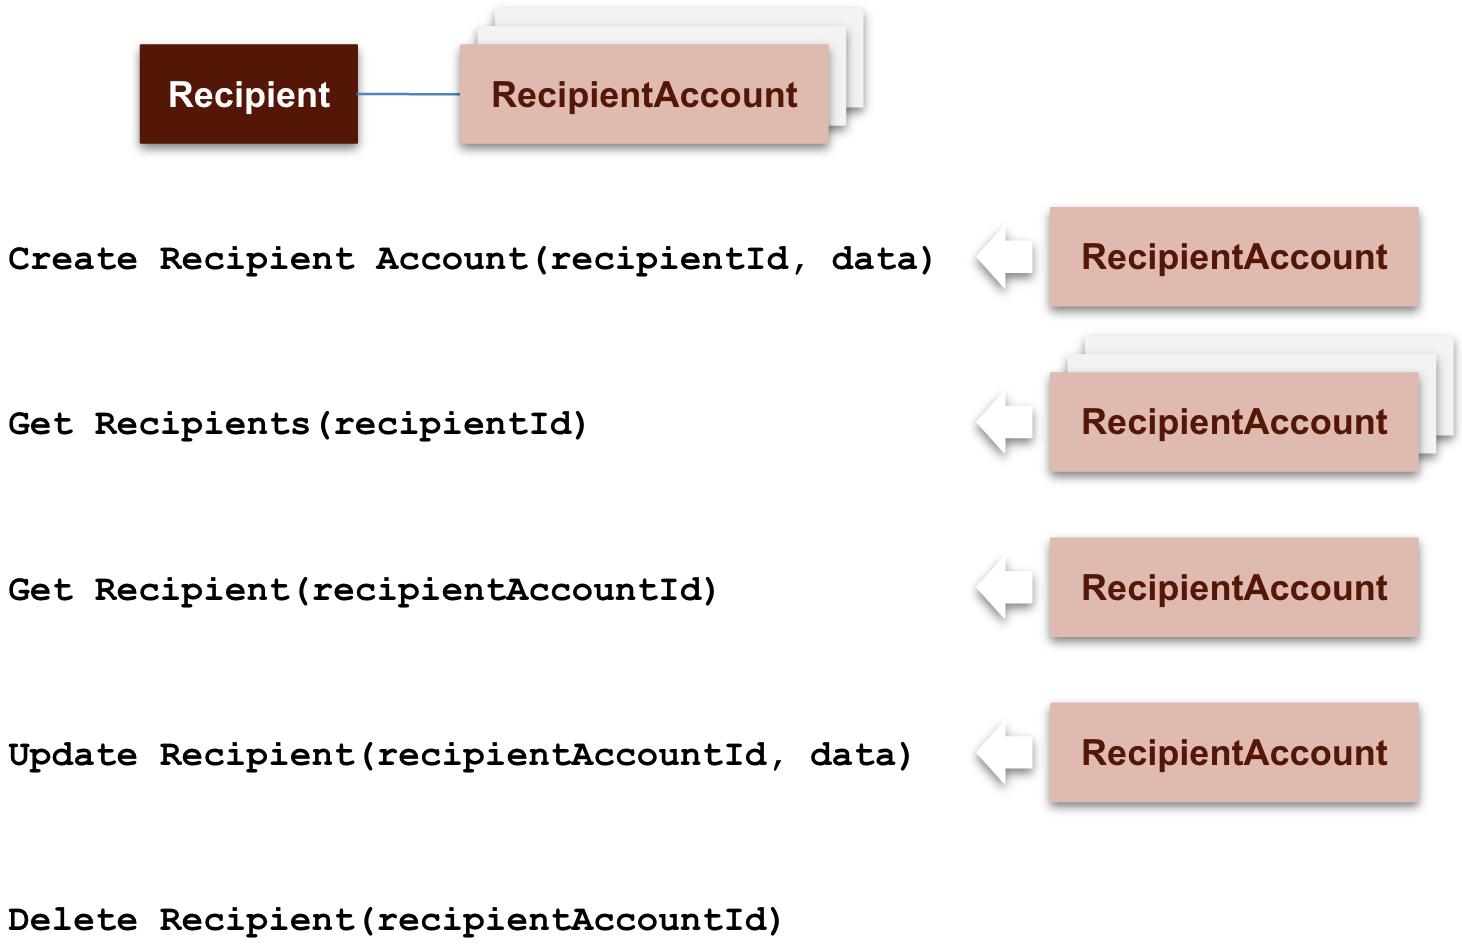 Recipient RecipientAccount
Create Recipient Account(recipientId, data) RecipientAccount
Get Recipients(recipientId) RecipientAccount
Get Recipient(recipientAccountId) RecipientAccount
Update Recipient(recipientAccountId, data) RecipientAccount
Delete Recipient(recipientAccountId)